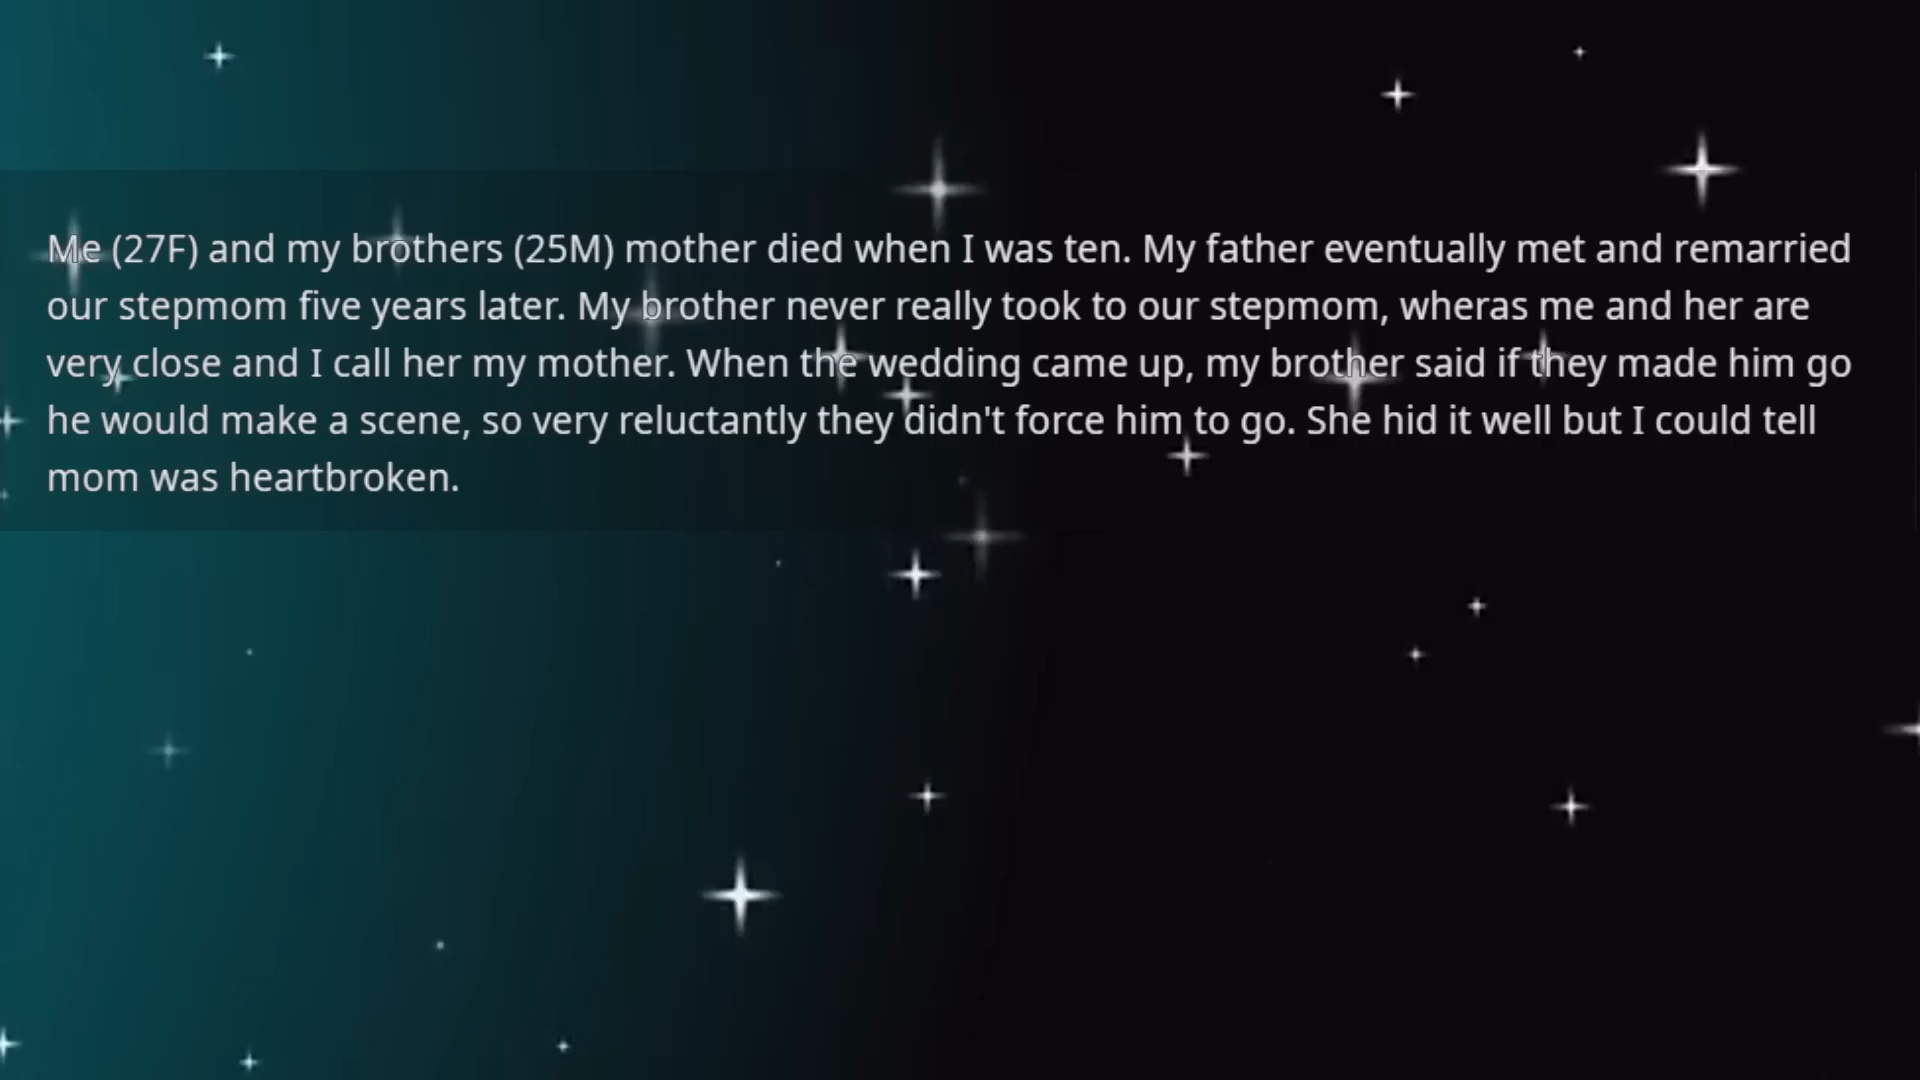 Me (27F) and my brothers (25M) mother died when I was ten. My father eventually met and remarried
our stepmom five years later. My brother never really took to our stepmom, wheras me and her are
very close and I call her my mother. When the wedding came up, my brother said if they made him go
he would make a scene, so very reluctantly they didn't force him to go. She hid it well but I could tell
mom was heartbroken.